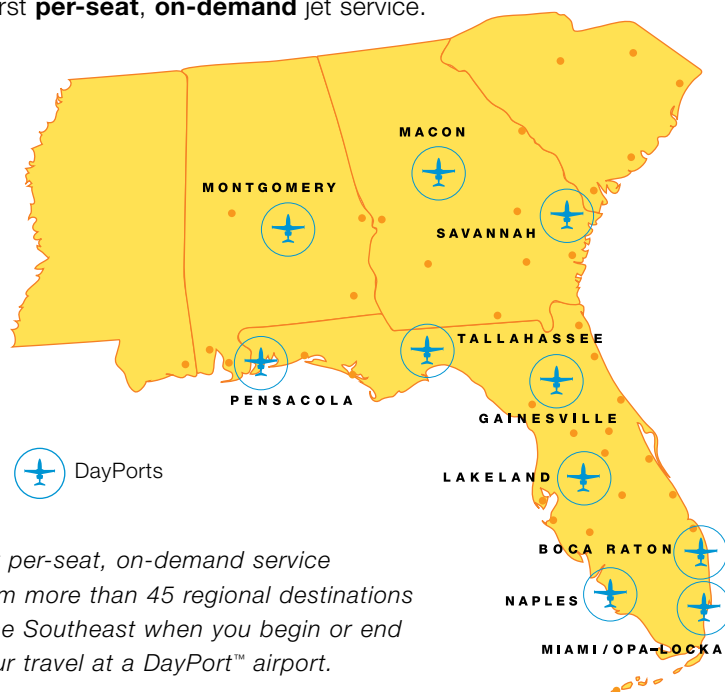 rst per-seat, on-demand jet service.
MACON
MONTGOMERY
SAVANNAH
TALLAHASSEE
PENSACOLA
GAINESVILLE
DayPorts
LAKELAND
BOCA RATON
per-seat, on-demand service
m more than 45 regional destinations
NAPLES
e Southeast when you begin or end
MIAMI/OPA-LOCKA
ur travel at a DayPort™ airport.